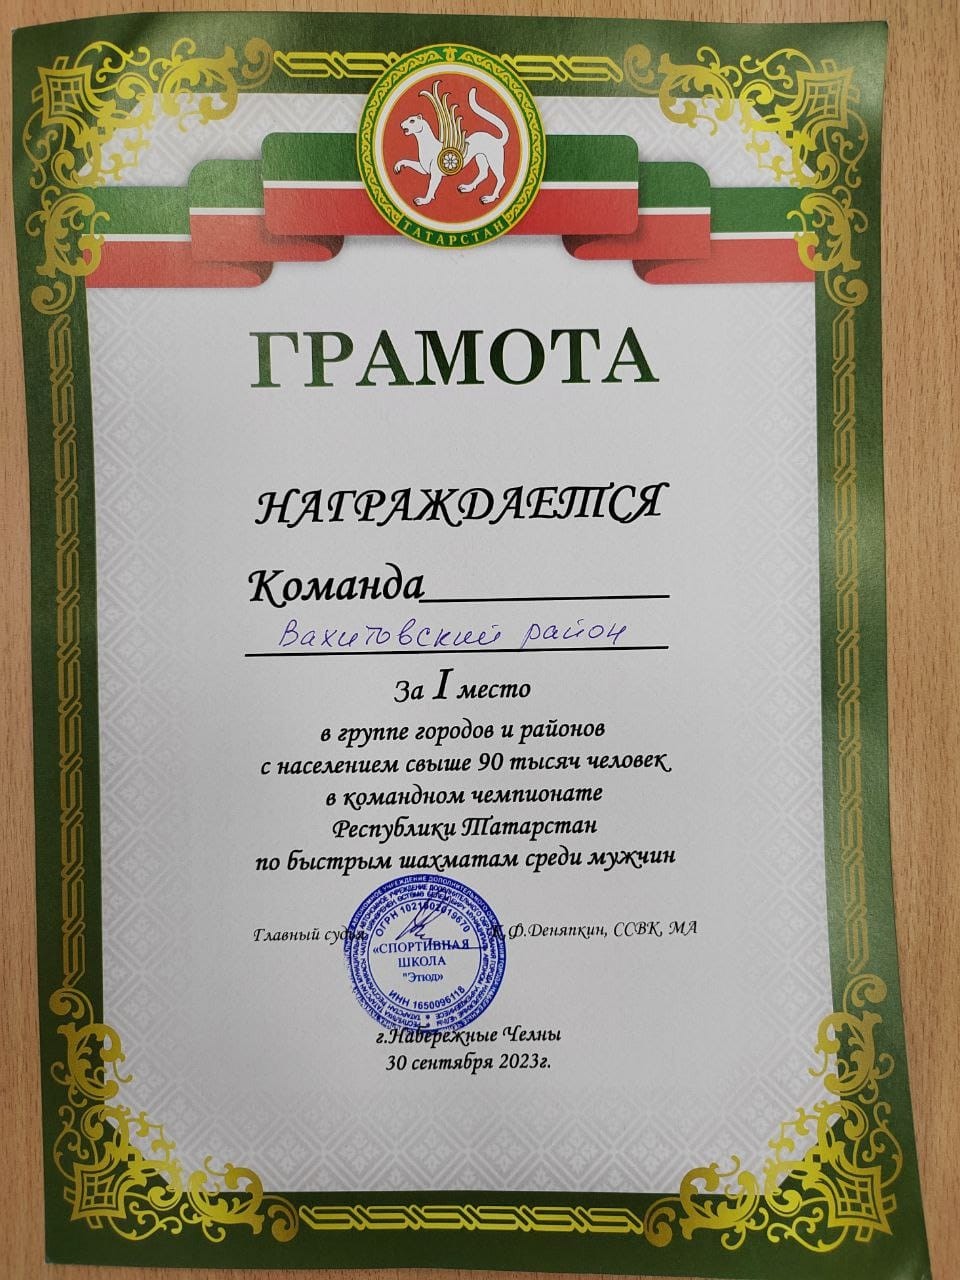 ТАТАРСТАН
ГРАМОТА
НАГРАЖДАЕТСЯ
Команда
Вахитовский район
За I место
в группе городов и районов
с населением свыше 90 тысяч человек
в командном чемпионате
Республики Татарстан
по быстрым шахматам среди мужчин
Главный судья Ф.Деняпкин, ССВК, МА
«СПОРТИВНАЯ
ШКОЛА
"Этюд»
ИНН 1650096118
г.Набережные Челны
30 сентября 2023г.